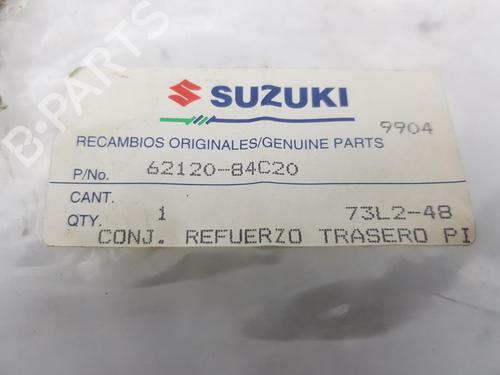 SUZUKI
9904
RECAMBIOS ORIGINALES/GENUINE PARTS
P/No. 62120-84C20
CANT.
QTY. 1 73L2-48
CONJ. REFUERZO TRASERO PI
B-PARTS